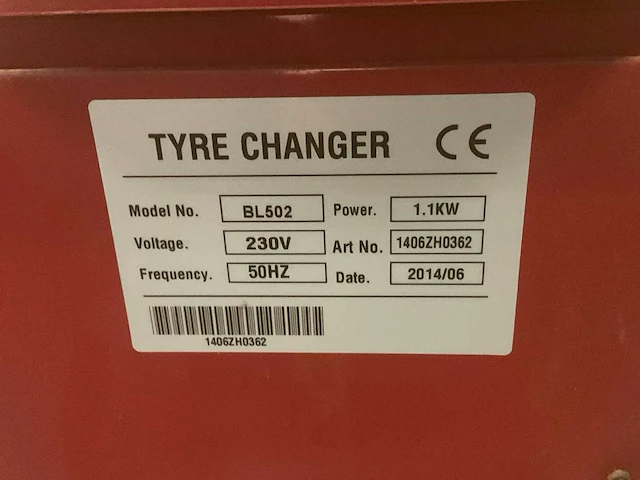 TYRE CHANGER CE
Model No. BL502 Power. 1.1KW
Voltage. 230V Art No. 1406ZH0362
Frequency. 50HZ Date. 2014/06
1406ZH0362